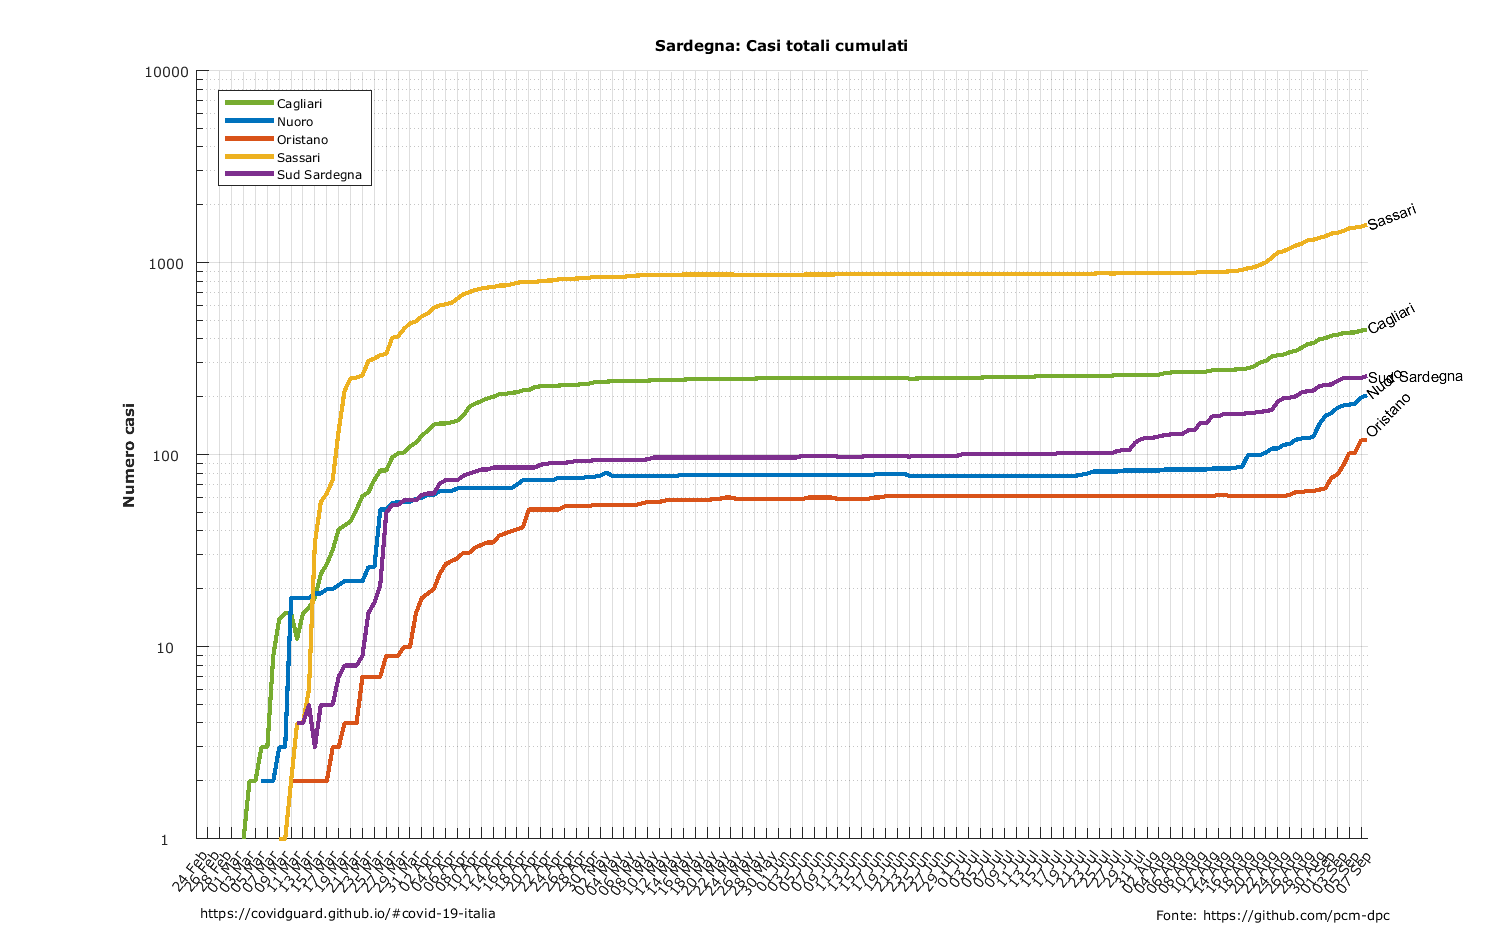 Sardegna: Casi totali cumulati
10000
1000
100
10
1
Numero casi
Cagliari
Nuoro
Oristano
Sassari
Sud Sardegna
Sassari
Cagliari
Sud Sardegna
Nuoro
Oristano
24 Feb
26 Feb
28 Feb
01 Mar
03 Mar
05 Mar
07 Mar
09 Mar
11 Mar
13 Mar
15 Mar
17 Mar
19 Mar
21 Mar
23 Mar
25 Mar
27 Mar
29 Mar
31 Mar
02 Apr
04 Apr
06 Apr
08 Apr
10 Apr
12 Apr
14 Apr
16 Apr
18 Apr
20 Apr
22 Apr
24 Apr
26 Apr
28 Apr
30 Apr
02 May
04 May
06 May
08 May
10 May
12 May
14 May
16 May
18 May
20 May
22 May
24 May
26 May
28 May
30 May
01 Jun
03 Jun
05 Jun
07 Jun
09 Jun
11 Jun
13 Jun
15 Jun
17 Jun
19 Jun
21 Jun
23 Jun
25 Jun
27 Jun
29 Jun
01 Jul
03 Jul
05 Jul
07 Jul
09 Jul
11 Jul
13 Jul
15 Jul
17 Jul
19 Jul
21 Jul
23 Jul
25 Jul
27 Jul
29 Jul
31 Jul
02 Aug
04 Aug
06 Aug
08 Aug
10 Aug
12 Aug
14 Aug
16 Aug
18 Aug
20 Aug
22 Aug
24 Aug
26 Aug
28 Aug
30 Aug
01 Sep
03 Sep
05 Sep
07 Sep
https://covidguard.github.io/#covid-19-italia
Fonte: https://github.com/pcm-dpc